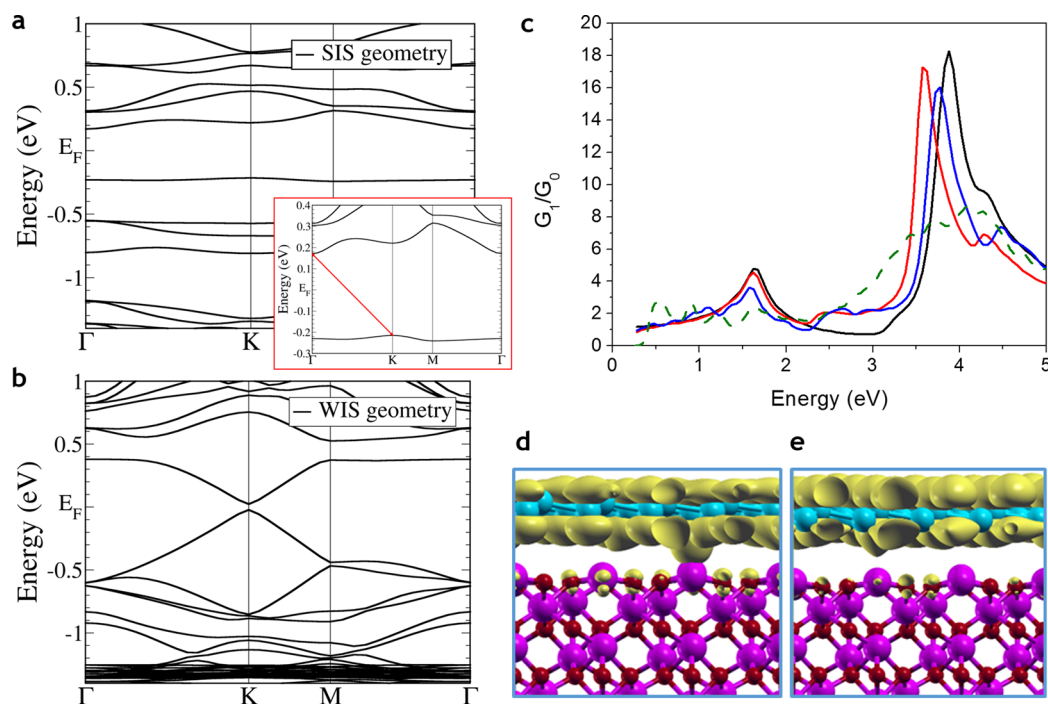 a
1
SIS geometry
0.5
E_F
-0.5
-1
Energy (eV)
Γ K M Γ
0.4
0.3
0.2
0.1
E_F
-0.1
-0.2
-0.3
Energy (eV)
Γ K M Γ
b
1
WIS geometry
0.5
E_F
-0.5
-1
Energy (eV)
Γ K M Γ
c
20
18
16
14
12
10
8
6
4
2
0
G₁/G₀
0 1 2 3 4 5
Energy (eV)
d
e